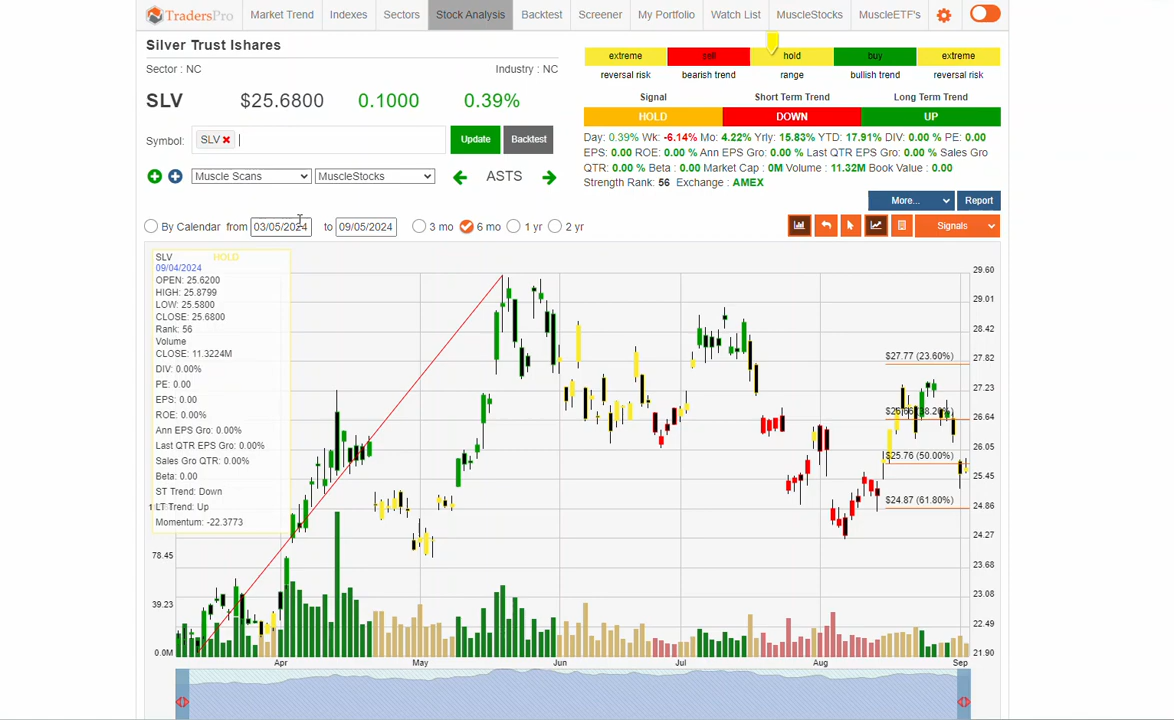 TradersPro Market Trend Indexes Sectors Stock Analysis Backtest Screener My Portfolio Watch List MuscleStocks MuscleETF's
Silver Trust Ishares
Sector : NC Industry : NC
SLV $25.6800 0.1000 0.39%
Symbol: SLV Update Backtest
Muscle Scans MuscleStocks ASTS
extreme sell hold buy extreme
reversal risk bearish trend range bullish trend reversal risk
Signal Short Term Trend Long Term Trend
HOLD DOWN UP
Day: 0.39% Wk: -6.14% Mo: 4.22% Yrly: 15.83% YTD: 17.91% DIV: 0.00 % PE: 0.00
EPS: 0.00 ROE: 0.00 % Ann EPS Gro: 0.00 % Last QTR EPS Gro: 0.00 % Sales Gro
QTR: 0.00 % Beta : 0.00 Market Cap : 0M Volume : 11.32M Book Value : 0.00
Strength Rank: 56 Exchange : AMEX
More... Report
By Calendar from 03/05/2024 to 09/05/2024 3 mo 6 mo 1 yr 2 yr Signals
SLV HOLD
09/04/2024
OPEN: 25.6200
HIGH: 25.8799
LOW: 25.5800
CLOSE: 25.6800
Rank: 56
Volume
CLOSE: 11.3224M
DIV: 0.00%
PE: 0.00
EPS: 0.00
ROE: 0.00%
Ann EPS Gro: 0.00%
Last QTR EPS Gro: 0.00%
Sales Gro QTR: 0.00%
Beta: 0.00
ST Trend: Down
LT Trend: Up
Momentum: -22.3773
78.45
39.23
0.0M
$27.77 (23.60%)
$25.76 (50.00%)
$24.87 (61.80%)
29.60
29.01
28.42
27.82
27.23
26.64
26.05
25.45
24.86
24.27
23.68
23.08
22.49
21.90
Apr May Jun Jul Aug Sep